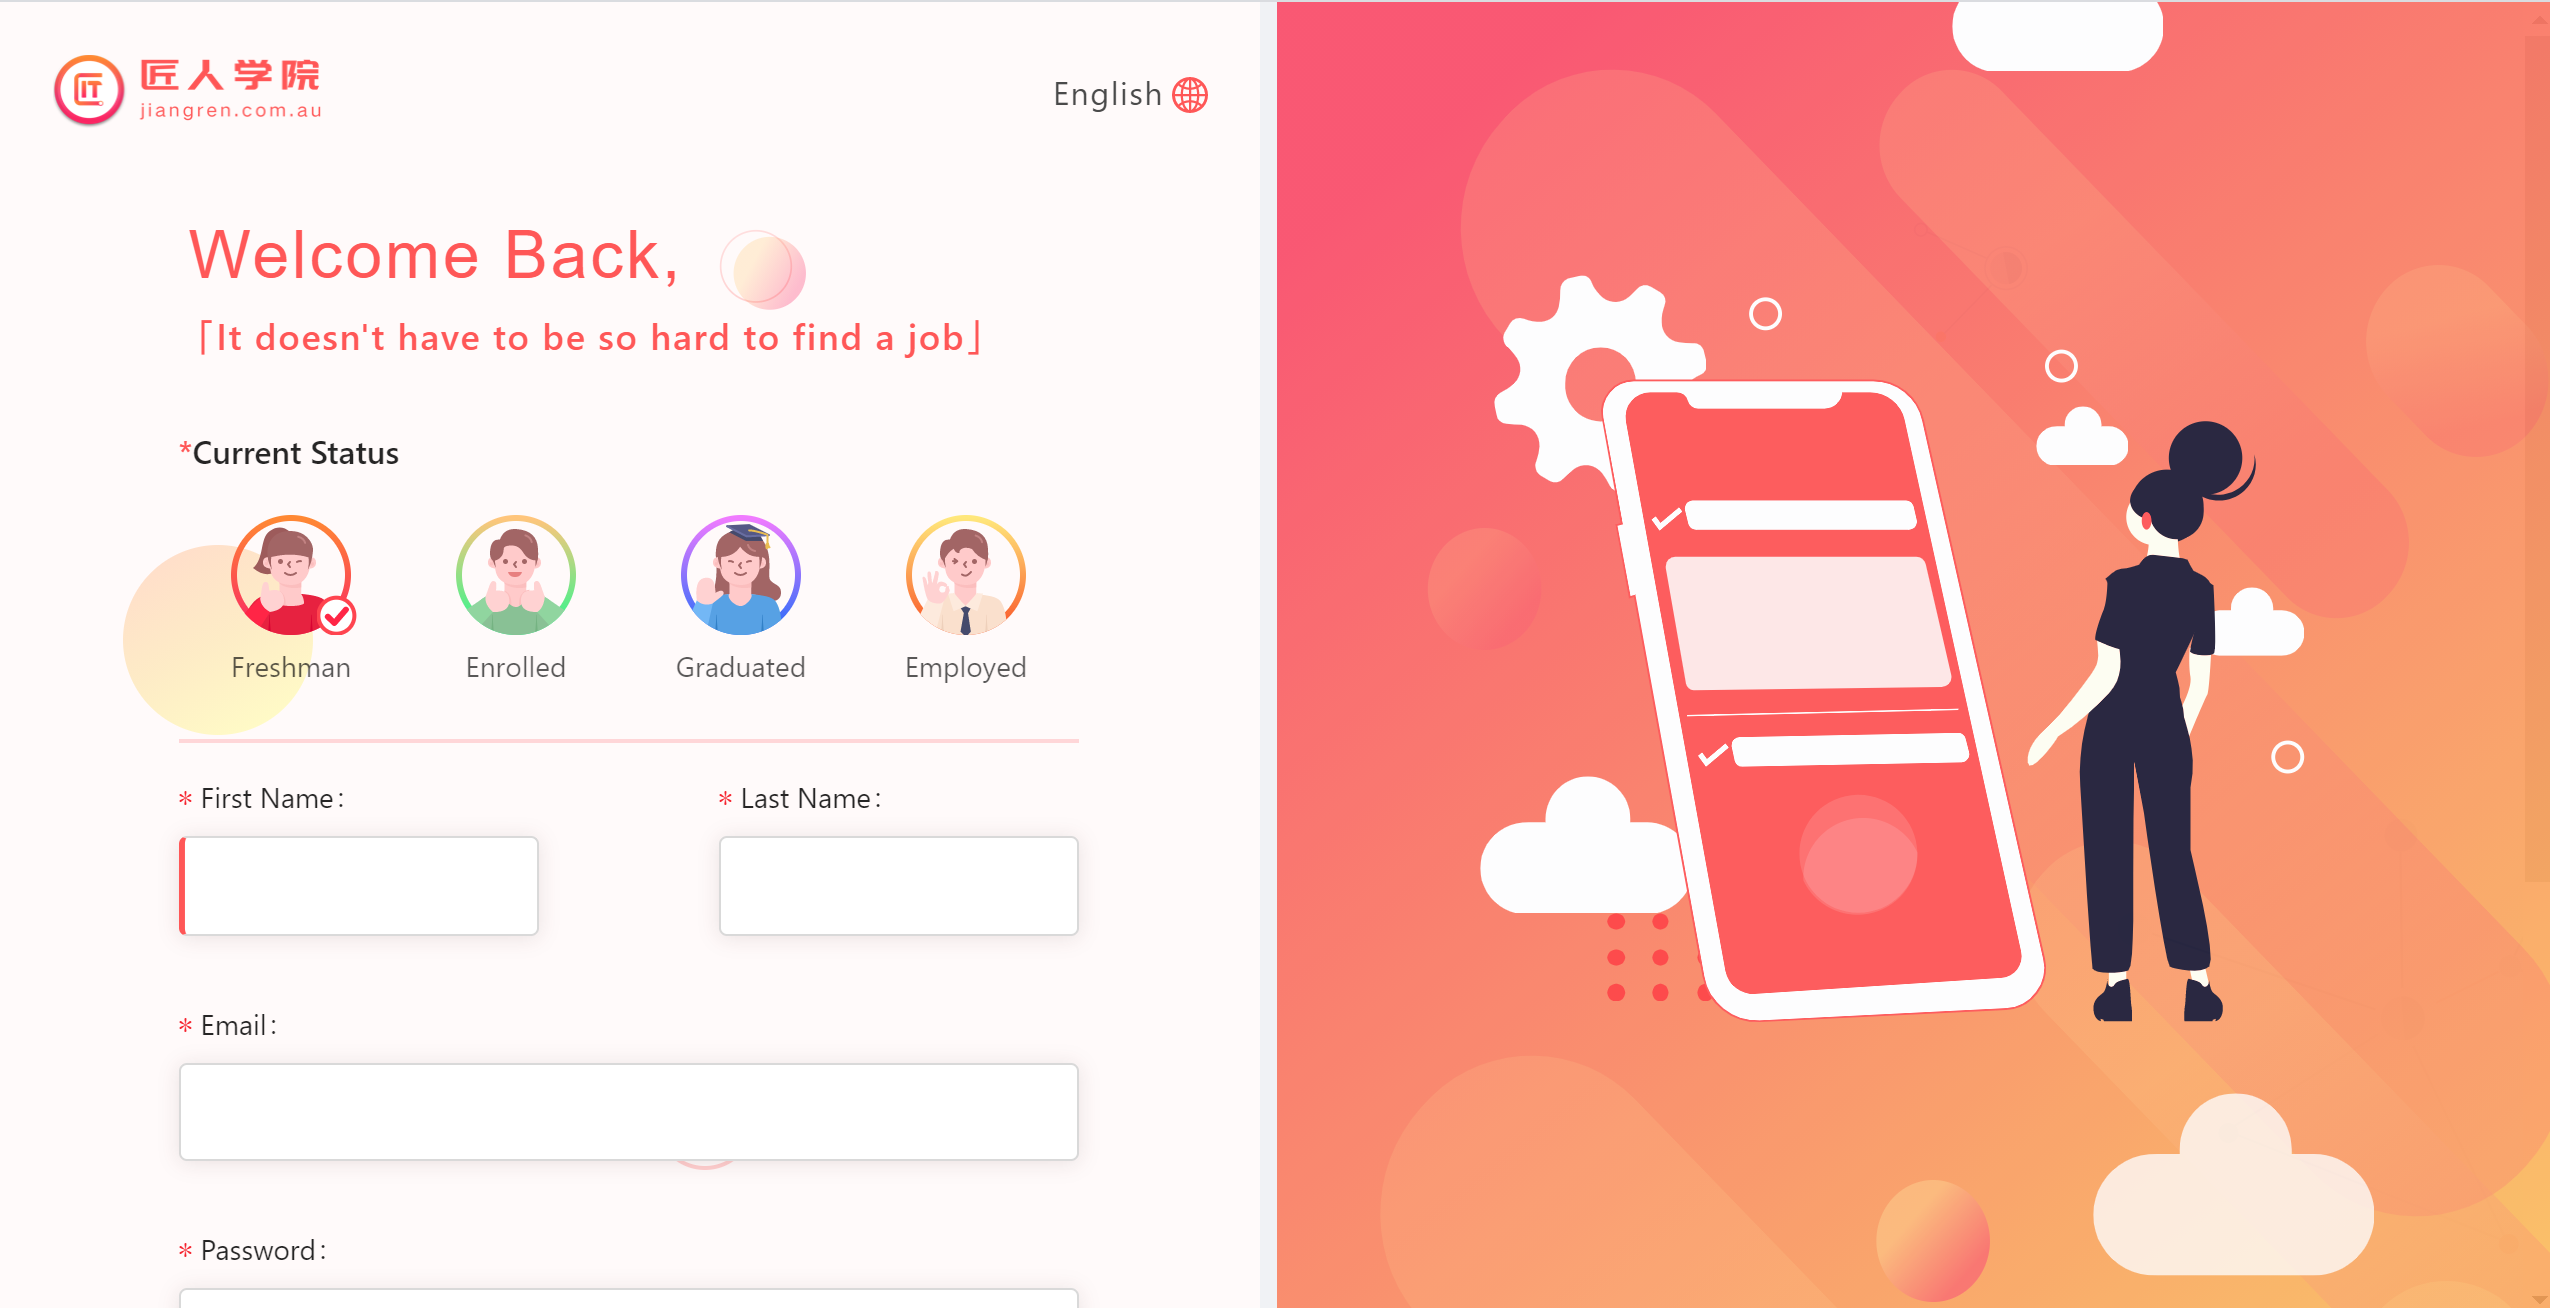 匠人学院
jiangren.com.au
English
Welcome Back,
「It doesn't have to be so hard to find a job」
*Current Status
Freshman
Enrolled
Graduated
Employed
* First Name:
* Last Name:
* Email:
* Password: